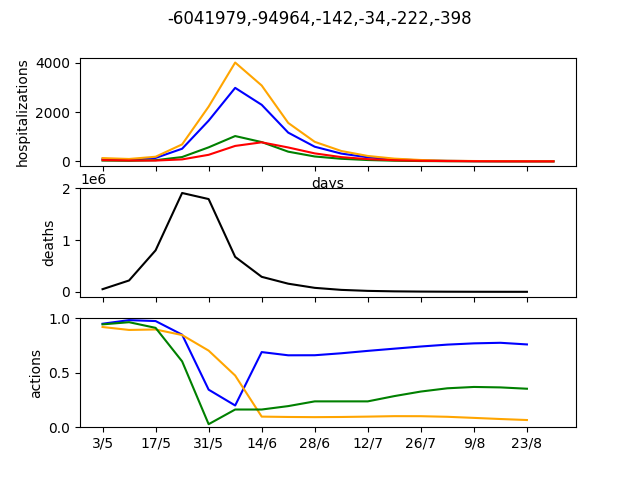 -6041979,-94964,-142,-34,-222,-398
hospitalizations
4000
2000
0
days
1e6
deaths
2
1
0
actions
1.0
0.5
0.0
3/5 17/5 31/5 14/6 28/6 12/7 26/7 9/8 23/8